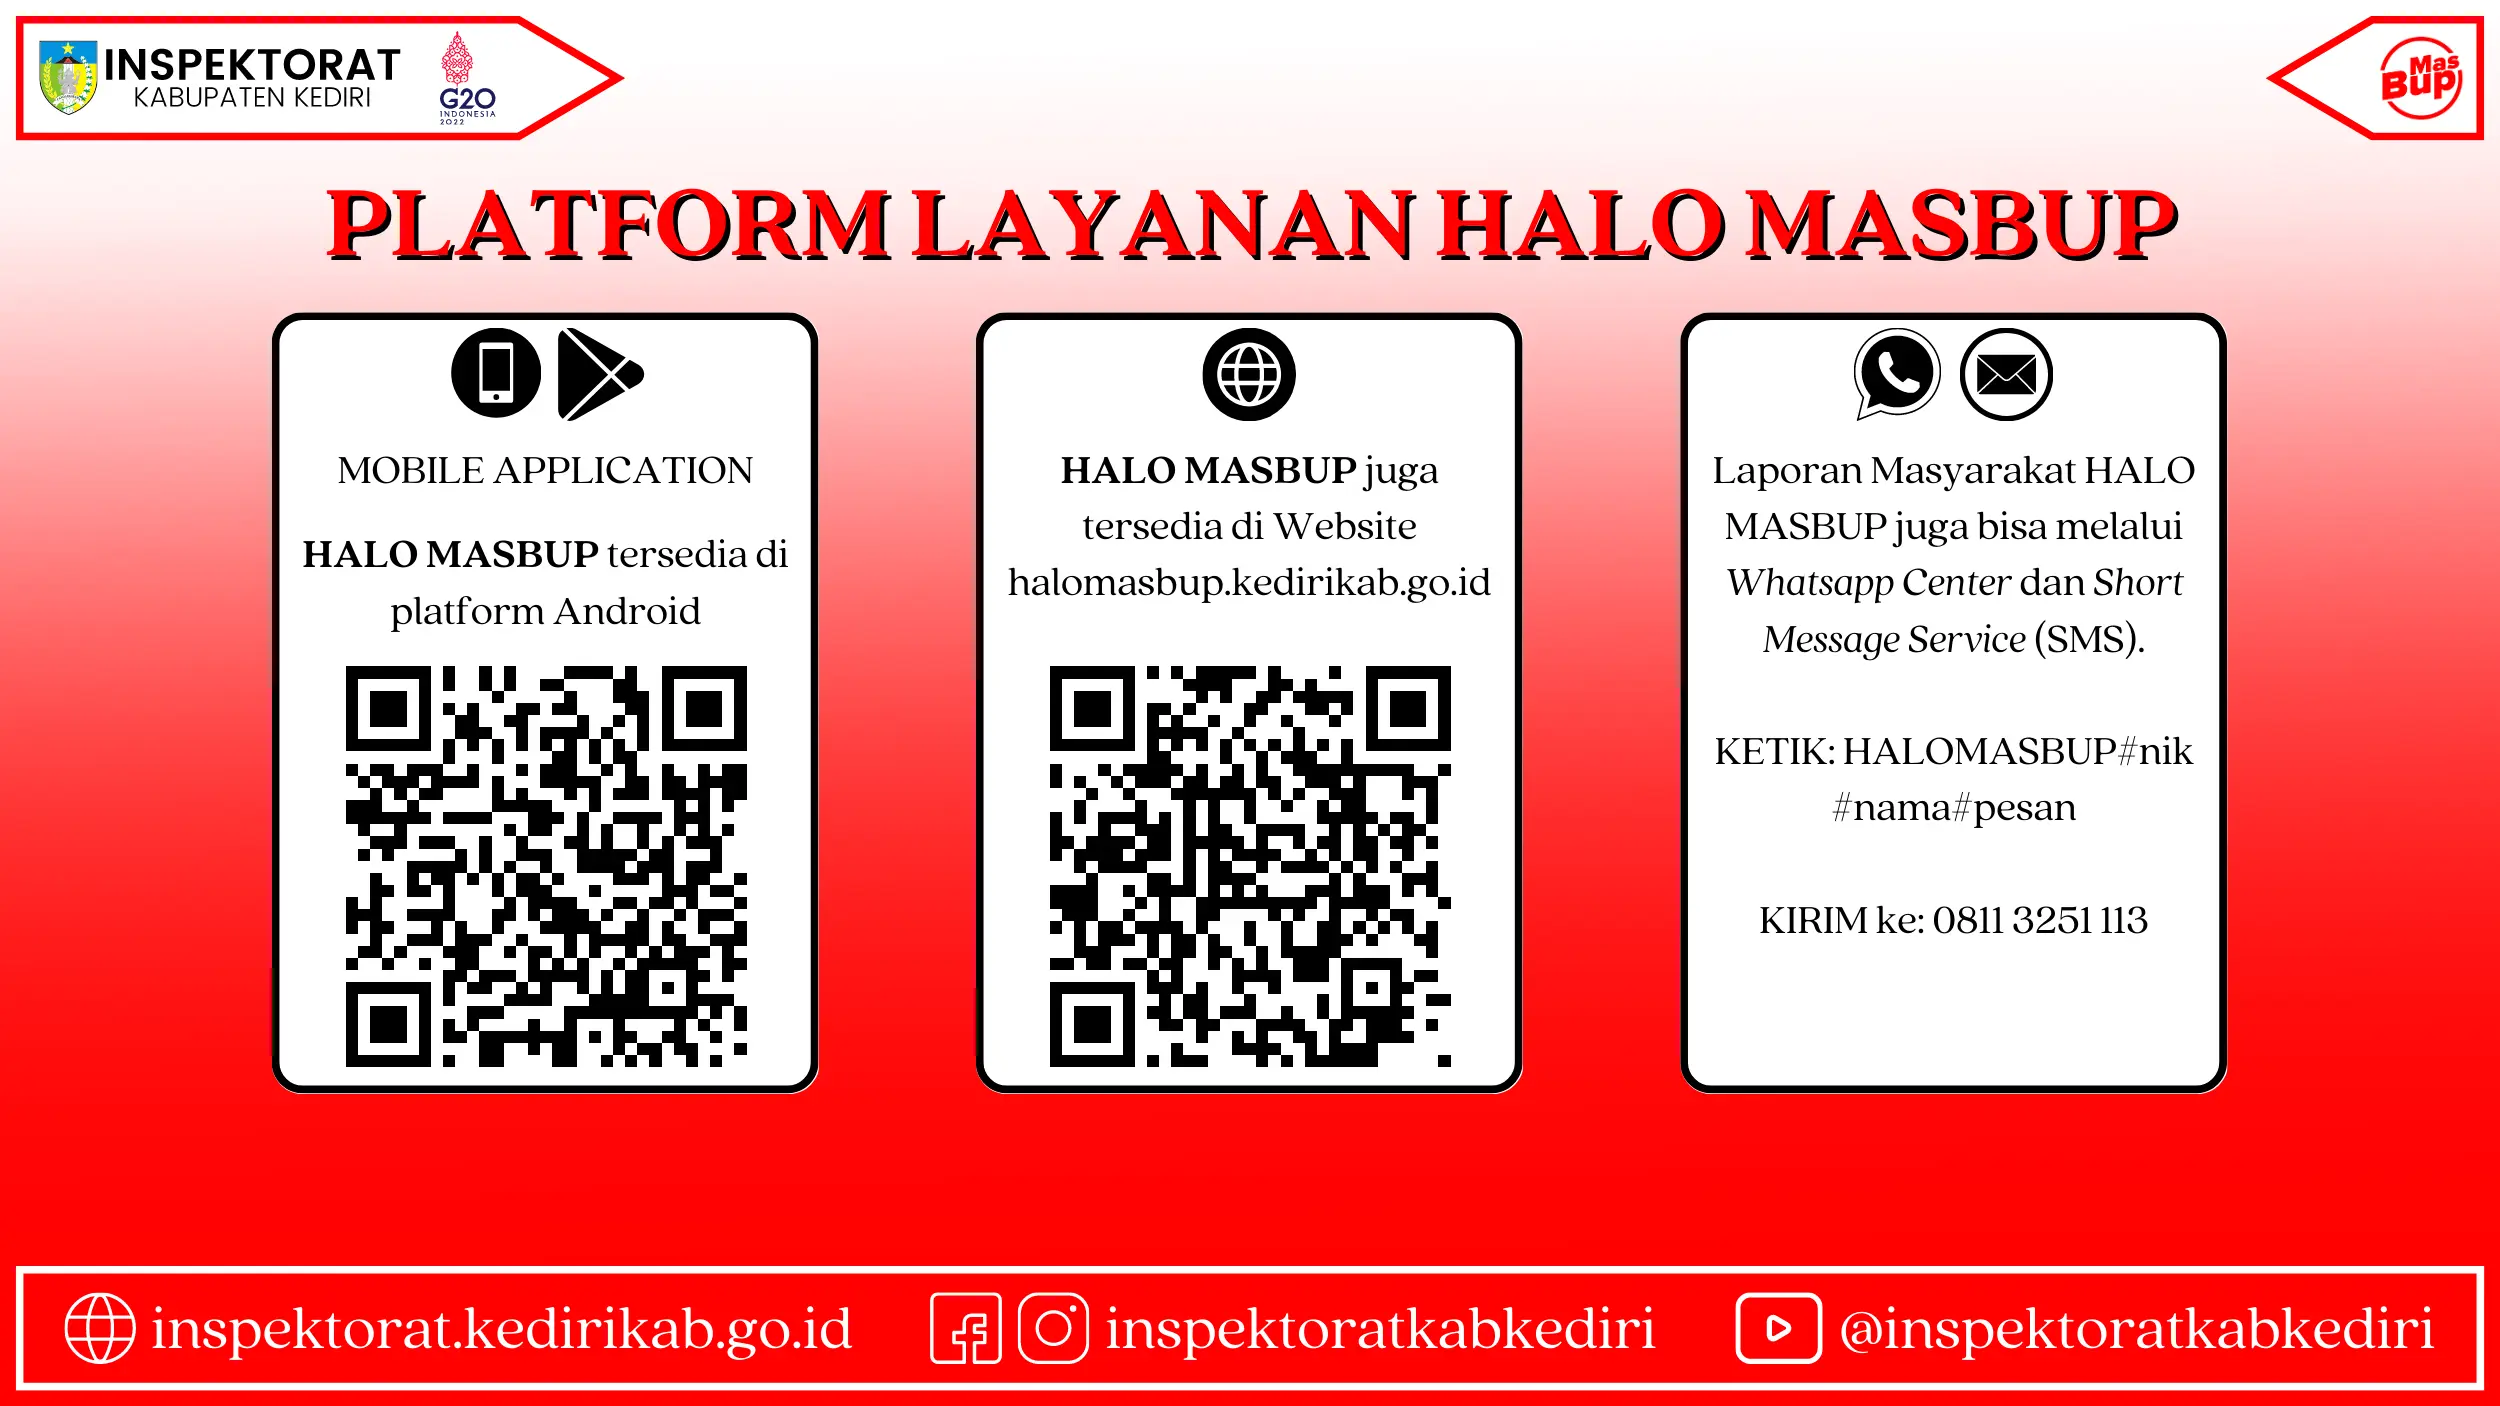 INSPEKTORAT
KABUPATEN KEDIRI
G20
INDONESIA
2022
Mas
Bup
PLATFORM LAYANAN HALO MASBUP
MOBILE APPLICATION
HALO MASBUP tersedia di
platform Android
HALO MASBUP juga
tersedia di Website
halomasbup.kedirikab.go.id
Laporan Masyarakat HALO
MASBUP juga bisa melalui
Whatsapp Center dan Short
Message Service (SMS).
KETIK: HALOMASBUP#nik
#nama#pesan
KIRIM ke: 0811 3251 113
inspektorat.kedirikab.go.id
inspektoratkabkediri
@inspektoratkabkediri